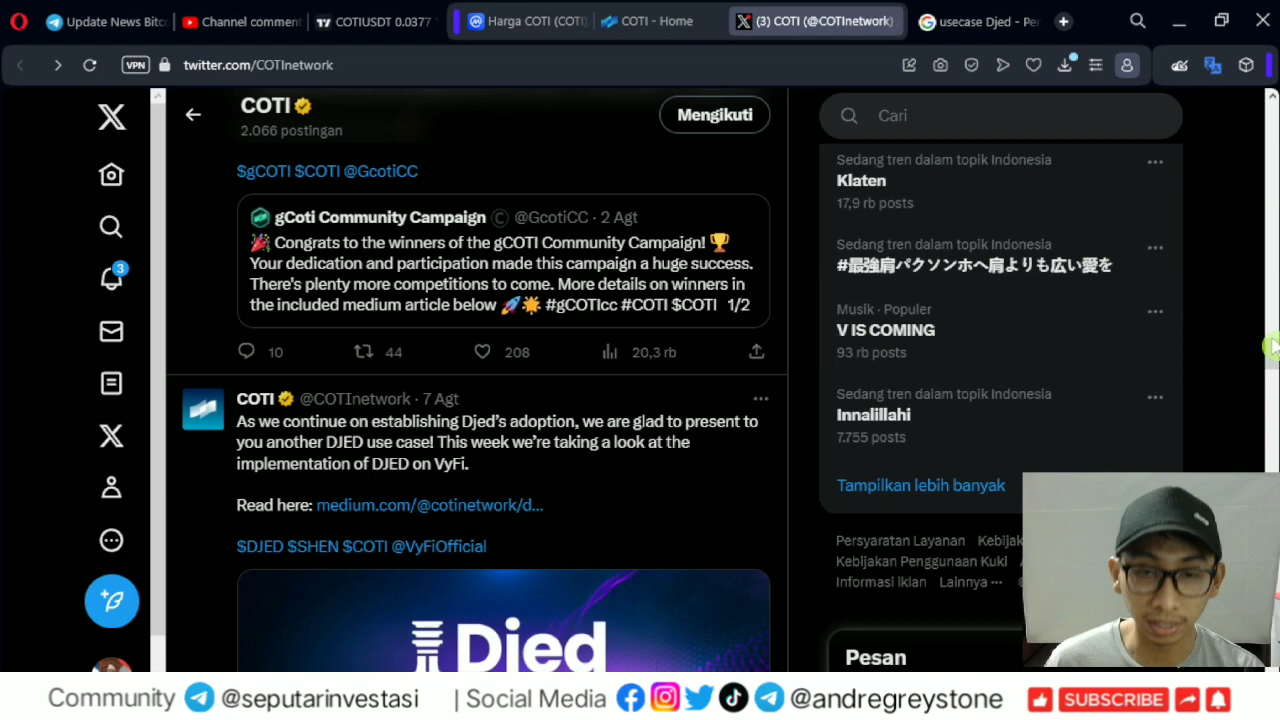 Update News Bitc
Channel comment
COTIUSDT 0.0377
Harga COTI (COTI)
COTI - Home
(3) COTI (@COTInetwork)
usecase Djed - Pe
VPN
twitter.com/COTInetwork
COTI
2.066 postingan
Mengikuti
Cari
$gCOTI $COTI @GcotiCC
gCoti Community Campaign @GcotiCC · 2 Agt
🎉 Congrats to the winners of the gCOTI Community Campaign! 🏆
Your dedication and participation made this campaign a huge success.
There's plenty more competitions to come. More details on winners in
the included medium article below 🚀🌟 #gCOTIcc #COTI $COTI 1/2
10
44
208
20,3 rb
COTI @COTInetwork · 7 Agt
As we continue on establishing Djed's adoption, we are glad to present to
you another DJED use case! This week we're taking a look at the
implementation of DJED on VyFi.
Read here: medium.com/@cotinetwork/d...
$DJED $SHEN $COTI @VyFiOfficial
Djed
3
Sedang tren dalam topik Indonesia
Klaten
17,9 rb posts
Sedang tren dalam topik Indonesia
#最強肩パクソンホへ肩よりも広い愛を
Musik · Populer
V IS COMING
93 rb posts
Sedang tren dalam topik Indonesia
Innalillahi
7.755 posts
Tampilkan lebih banyak
Persyaratan Layanan Kebijak
Kebijakan Penggunaan Kuki
Informasi iklan Lainnya ···
Pesan
Community @seputarinvestasi | Social Media @andregreystone SUBSCRIBE